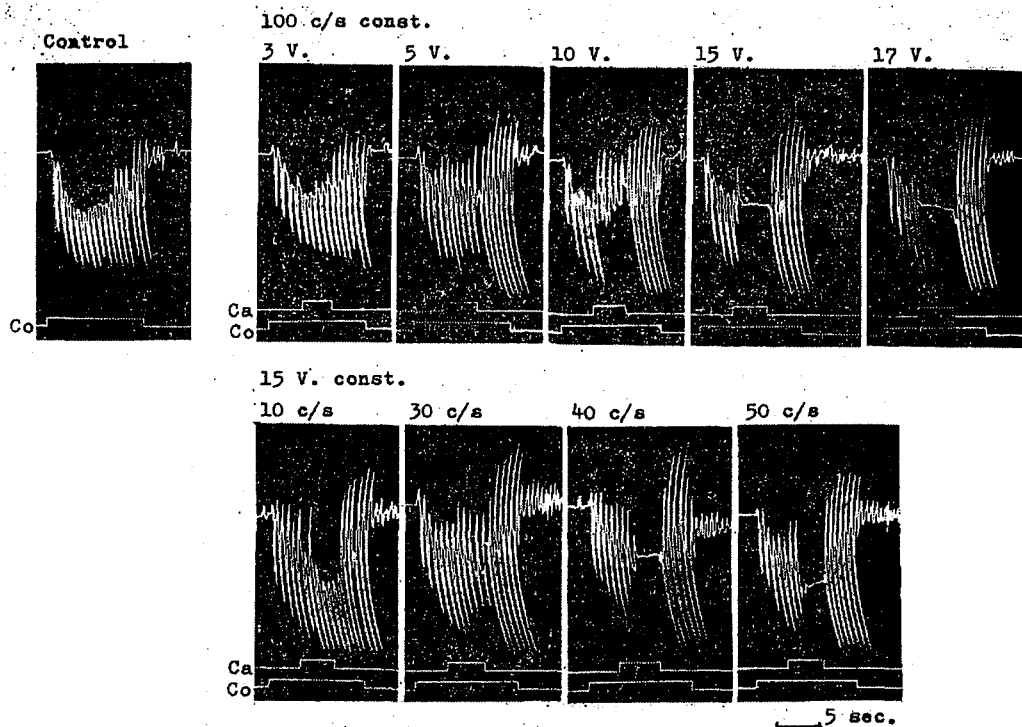 100 c/s const.
Control
3 V. 5 V. 10 V. 15 V. 17 V.
Ca
Co Co
15 V. const.
10 c/s 30 c/s 40 c/s 50 c/s
Ca
Co
5 sec.